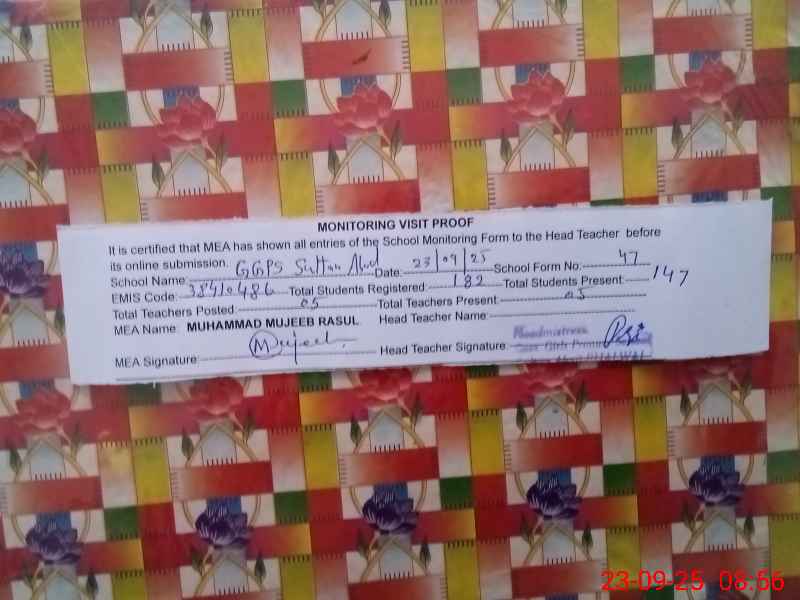 MONITORING VISIT PROOF
It is certified that MEA has shown all entries of the School Monitoring Form to the Head Teacher before
its online submission.
School Name: GGPS Sultan Abad Date: 23/09/25 School Form No: 47
EMIS Code: 38410486 Total Students Registered 182 Total Students Present 147
Total Teachers Posted 05 Total Teachers Present 05
MEA Name: MUHAMMAD MUJEEB RASUL Head Teacher Name:
MEA Signature: Mujeeb Head Teacher Signature: Headmistress
Girls
BHALWAL
23-09-25 08:56